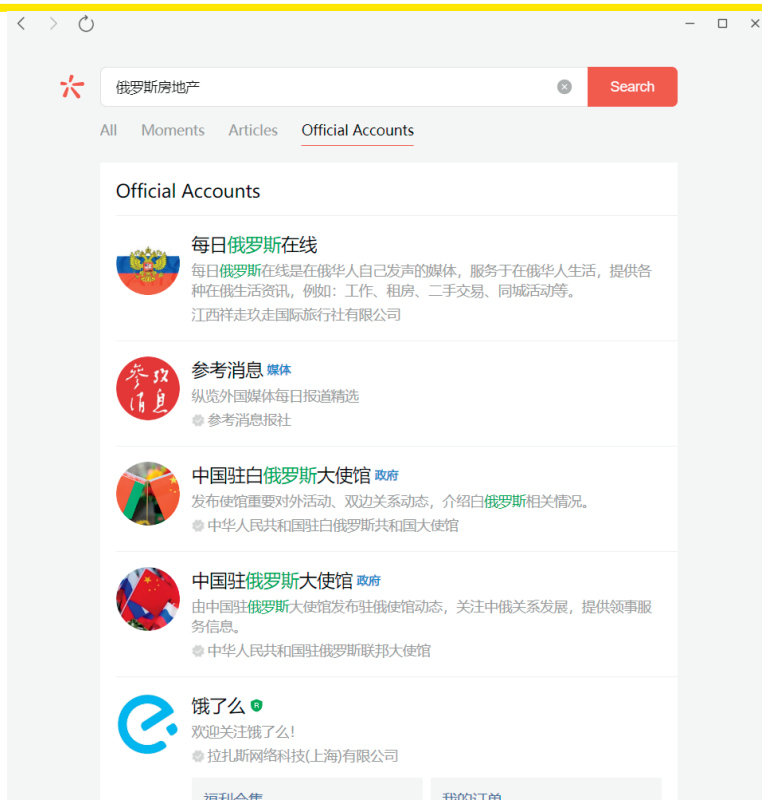 俄罗斯房地产
Search
All Moments Articles Official Accounts
Official Accounts
每日俄罗斯在线
每日俄罗斯在线是在俄华人自己发声的媒体，服务于在俄华人生活，提供各
种在俄生活资讯，例如：工作、租房、二手交易、同城活动等。
江西祥走玖走国际旅行社有限公司
参考消息 媒体
纵览外国媒体每日报道精选
参考消息报社
中国驻白俄罗斯大使馆 政府
发布使馆重要对外活动、双边关系动态，介绍白俄罗斯相关情况。
中华人民共和国驻白俄罗斯共和国大使馆
中国驻俄罗斯大使馆 政府
由中国驻俄罗斯大使馆发布驻俄使馆动态，关注中俄关系发展，提供领事服
务信息。
中华人民共和国驻俄罗斯联邦大使馆
饿了么
欢迎关注饿了么！
拉扎斯网络科技(上海)有限公司
福利合集 我的订单